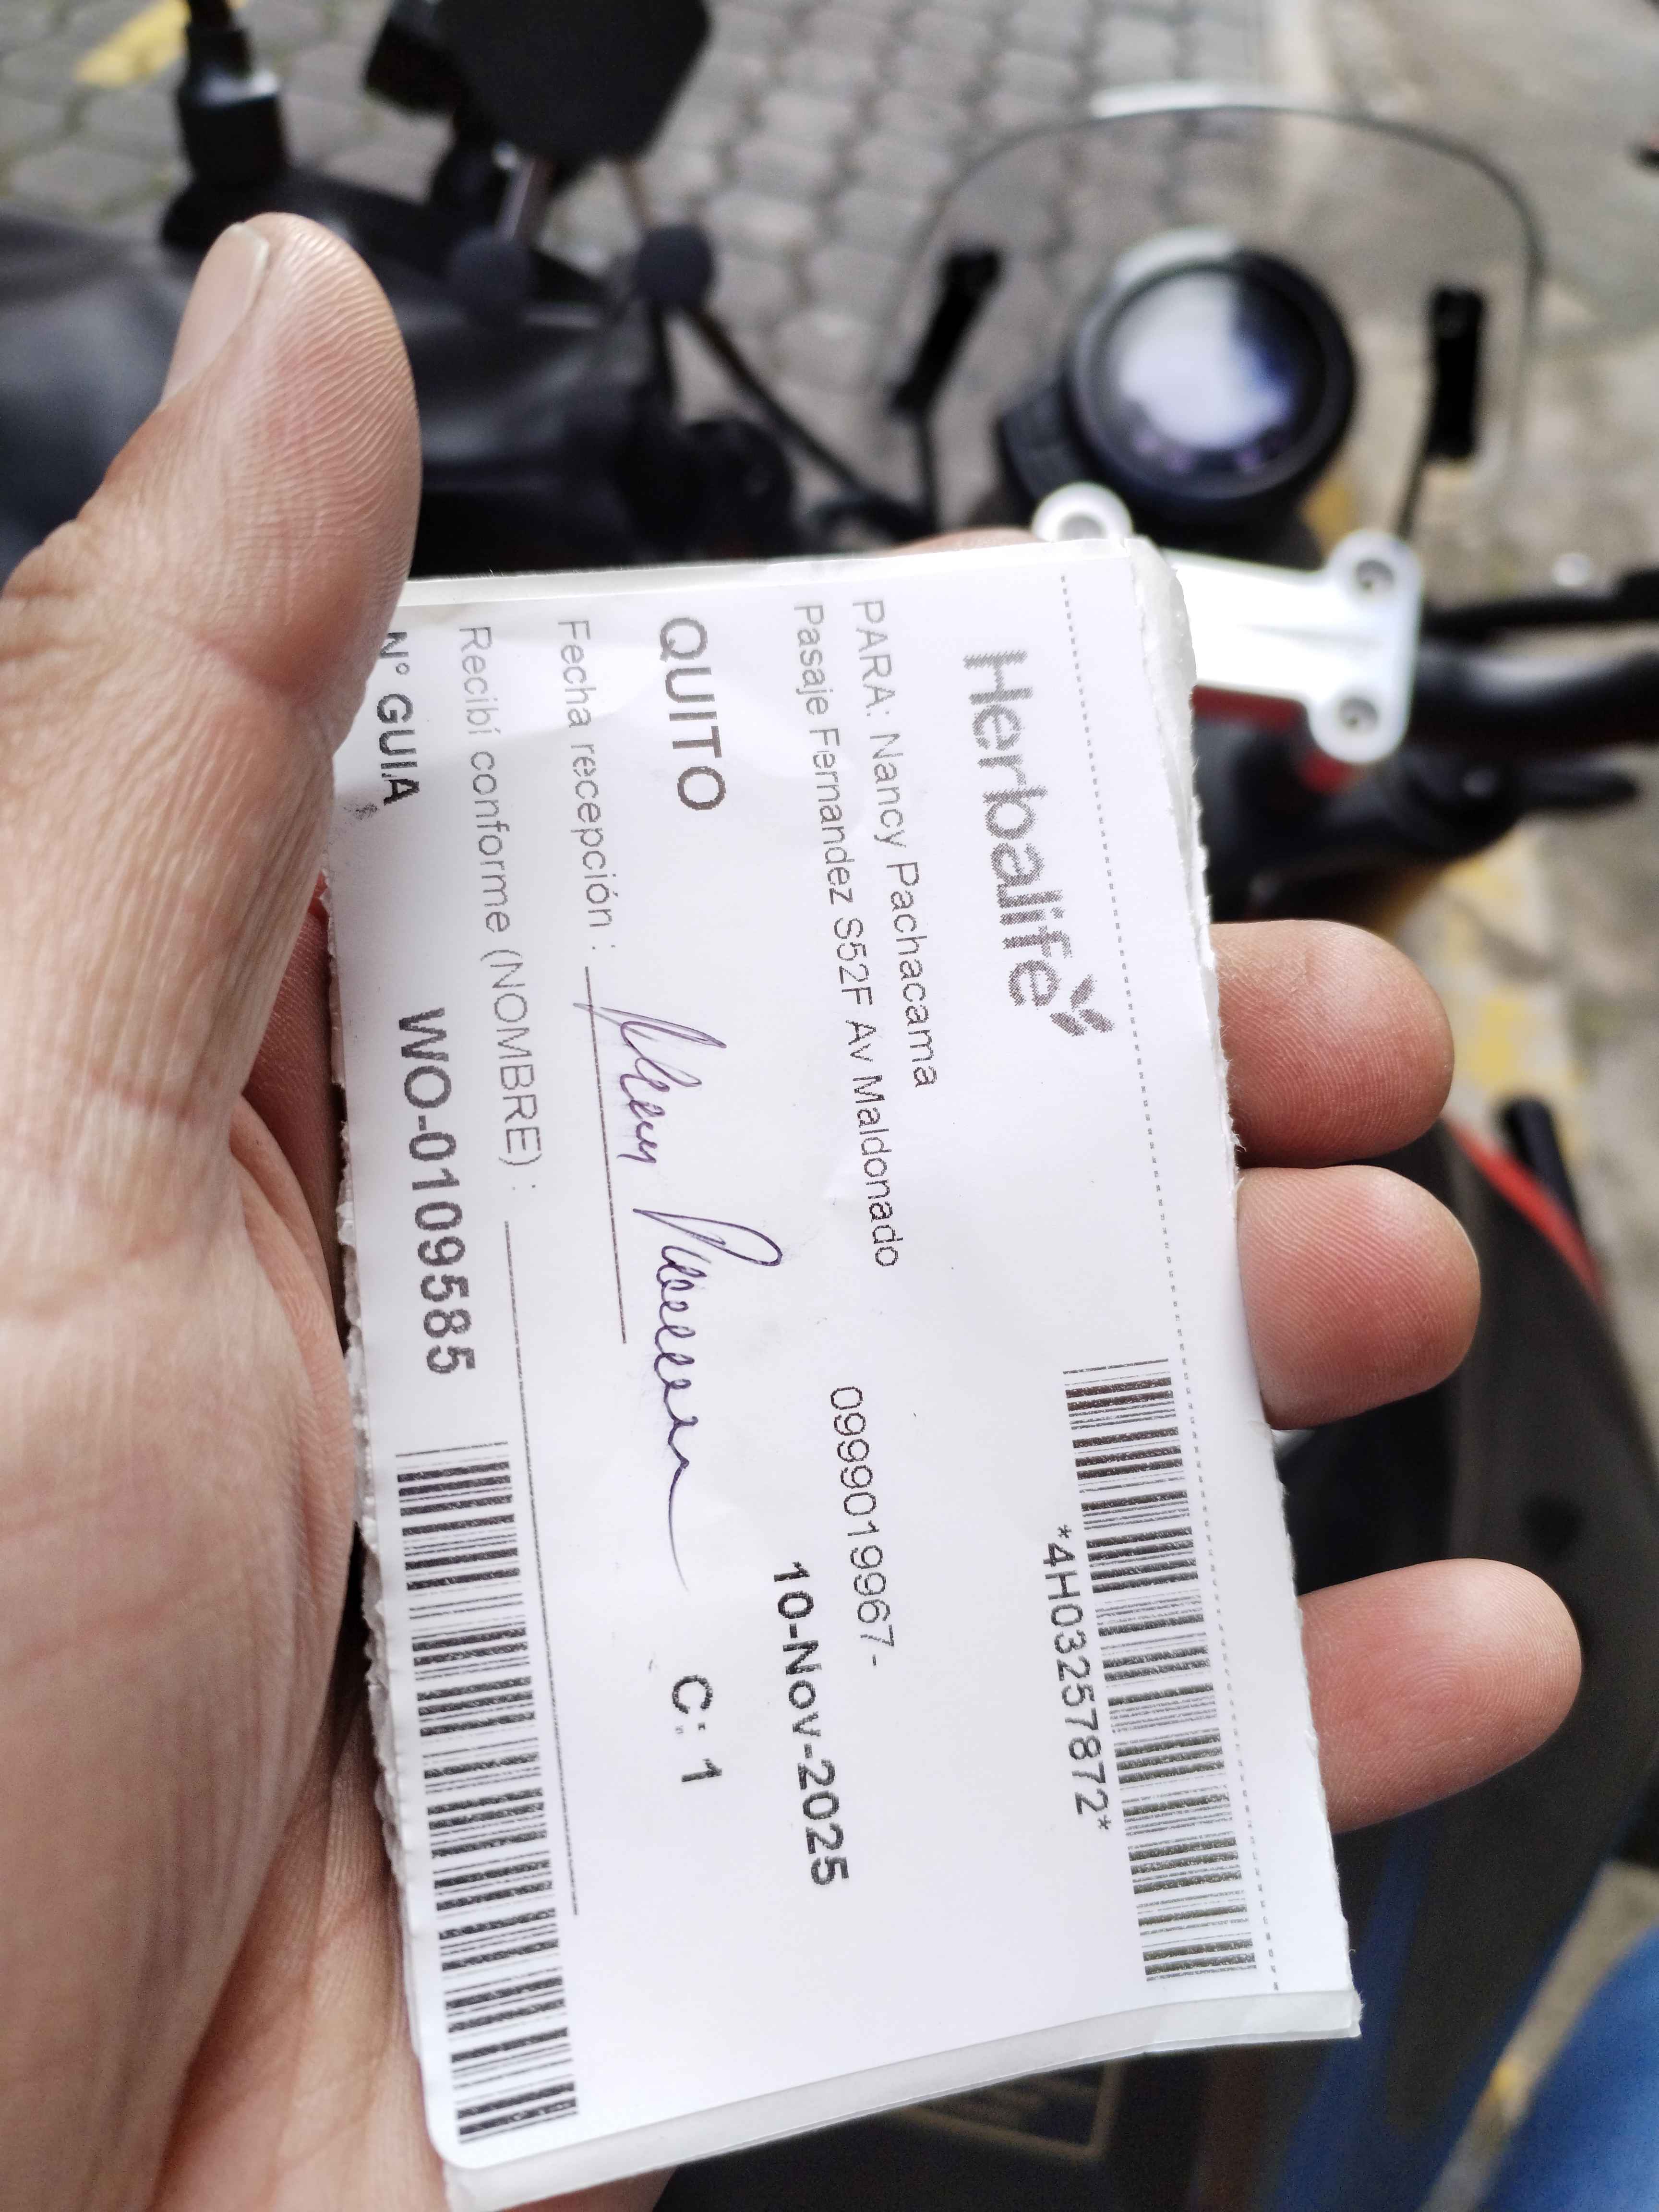 Herbalife
*4H03257872*
PARA: Nancy Pachacama
Pasaje Fernandez S52F Av Maldonado 0999019967-
10-Nov-2025
QUITO C: 1
Fecha recepción :
Recibí conforme (NOMBRE) :
N° GUIA WO-0109585